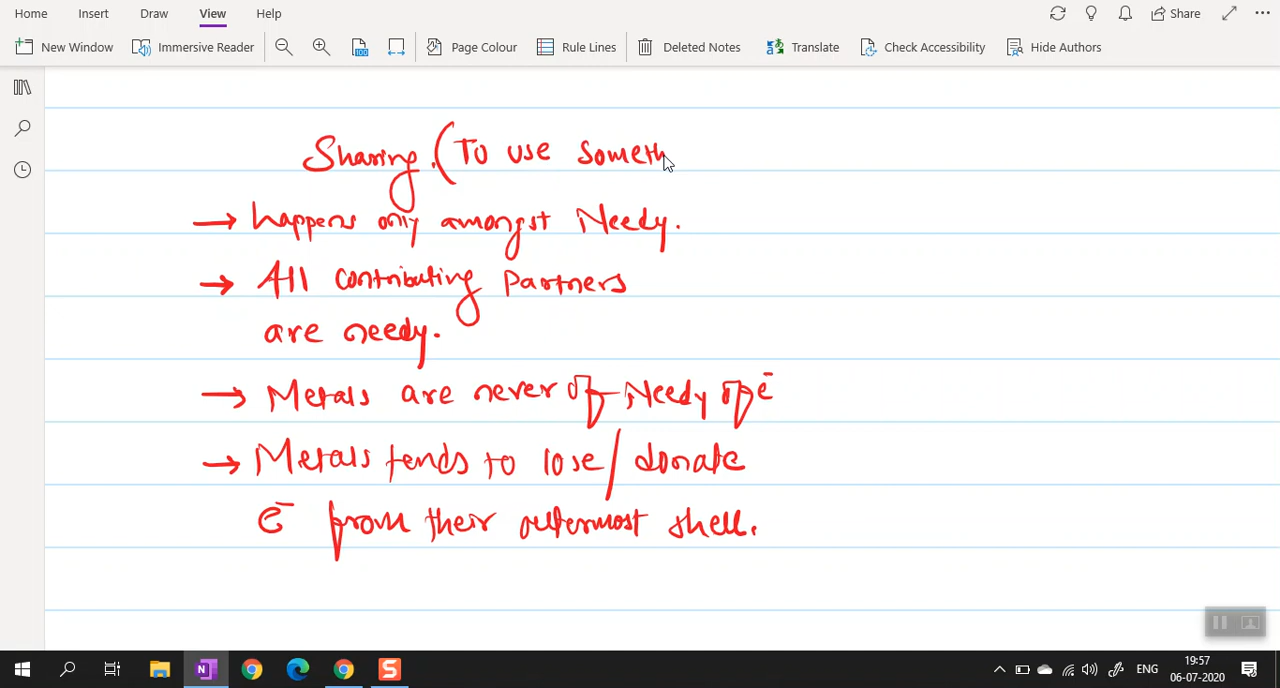 Home Insert Draw View Help Share
New Window Immersive Reader Page Colour Rule Lines Deleted Notes Translate Check Accessibility Hide Authors
Sharing. (To use someth
→ happens only amongst Needy.
→ All contributing partners
are needy.
→ Metals are never of Needy of e⁻
→ Metals tends to lose/donate
e⁻ from their outermost shell.
ENG 19:57
06-07-2020